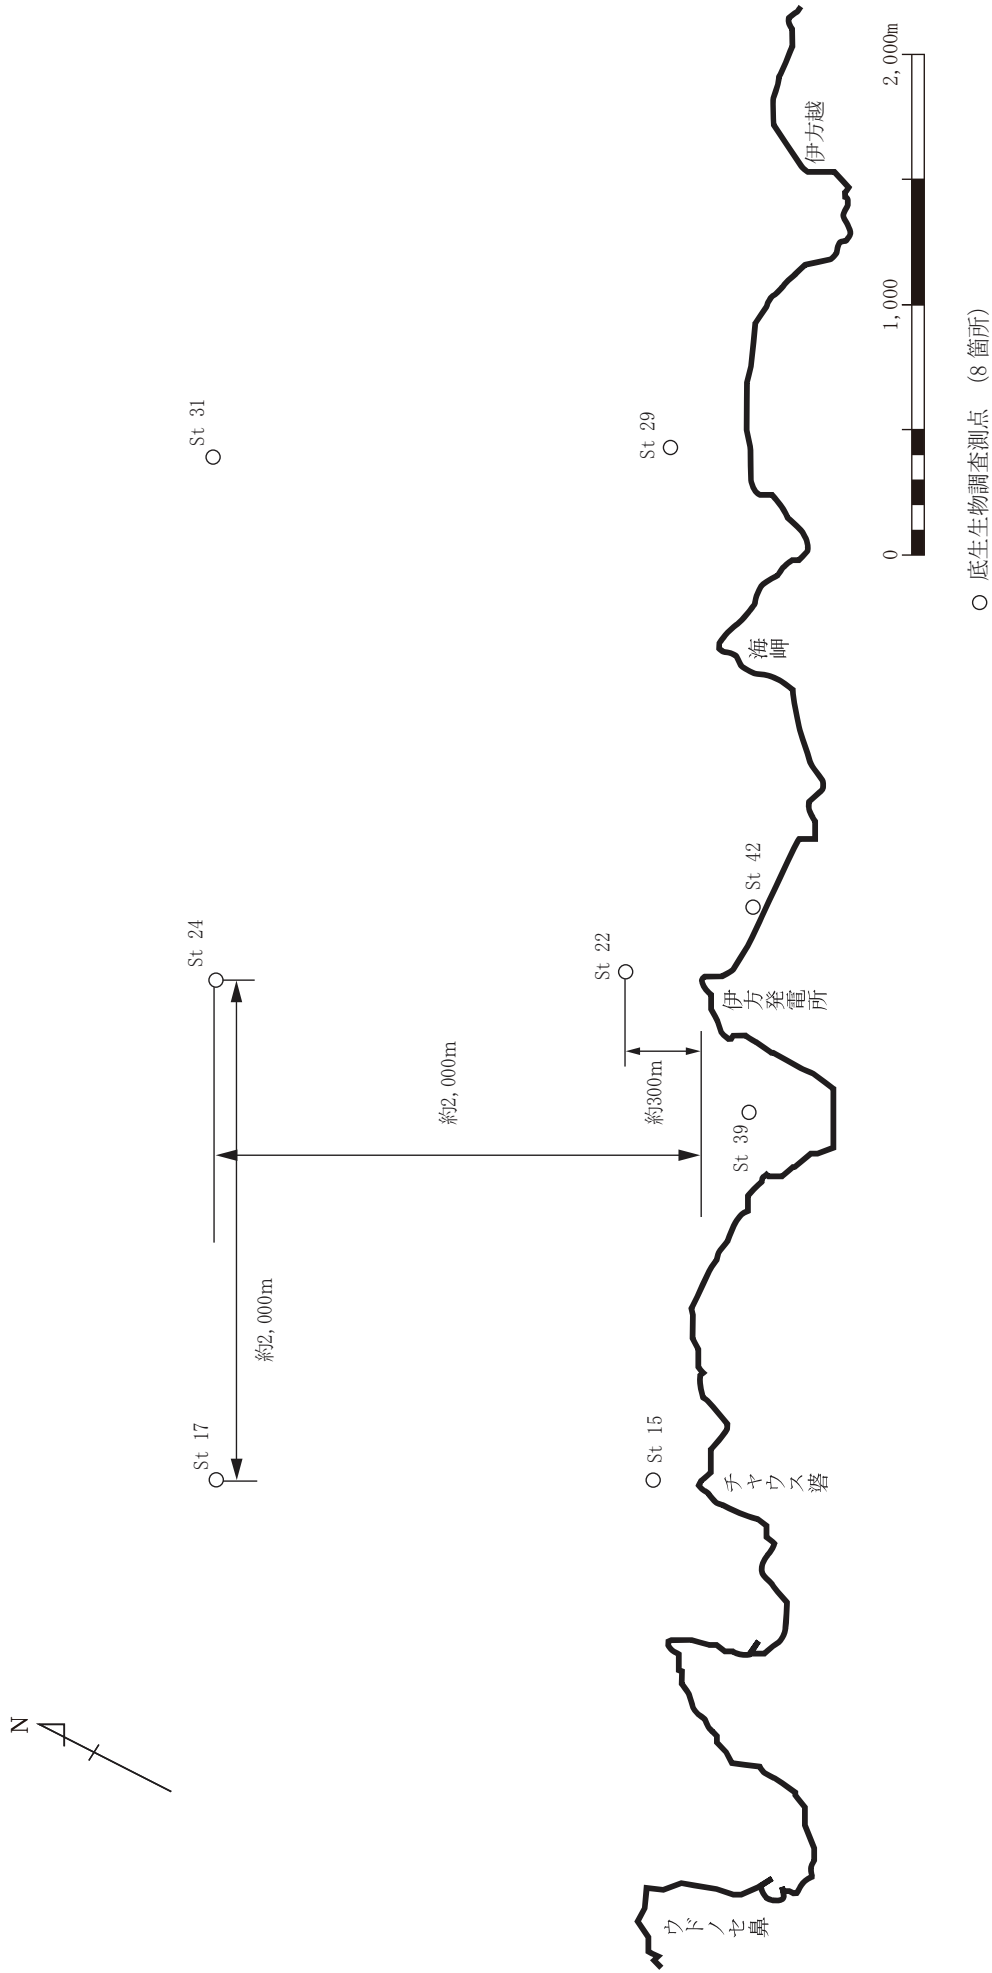 N
St 17
St 24
St 31
約2,000m
約2,000m
St 15
St 22
St 29
約300m
St 39
St 42
ウドノセ鼻
チヤウス碆
伊方発電所
海岬
伊方越
0
1,000
2,000m
○ 底生生物調査測点 (8 箇所)